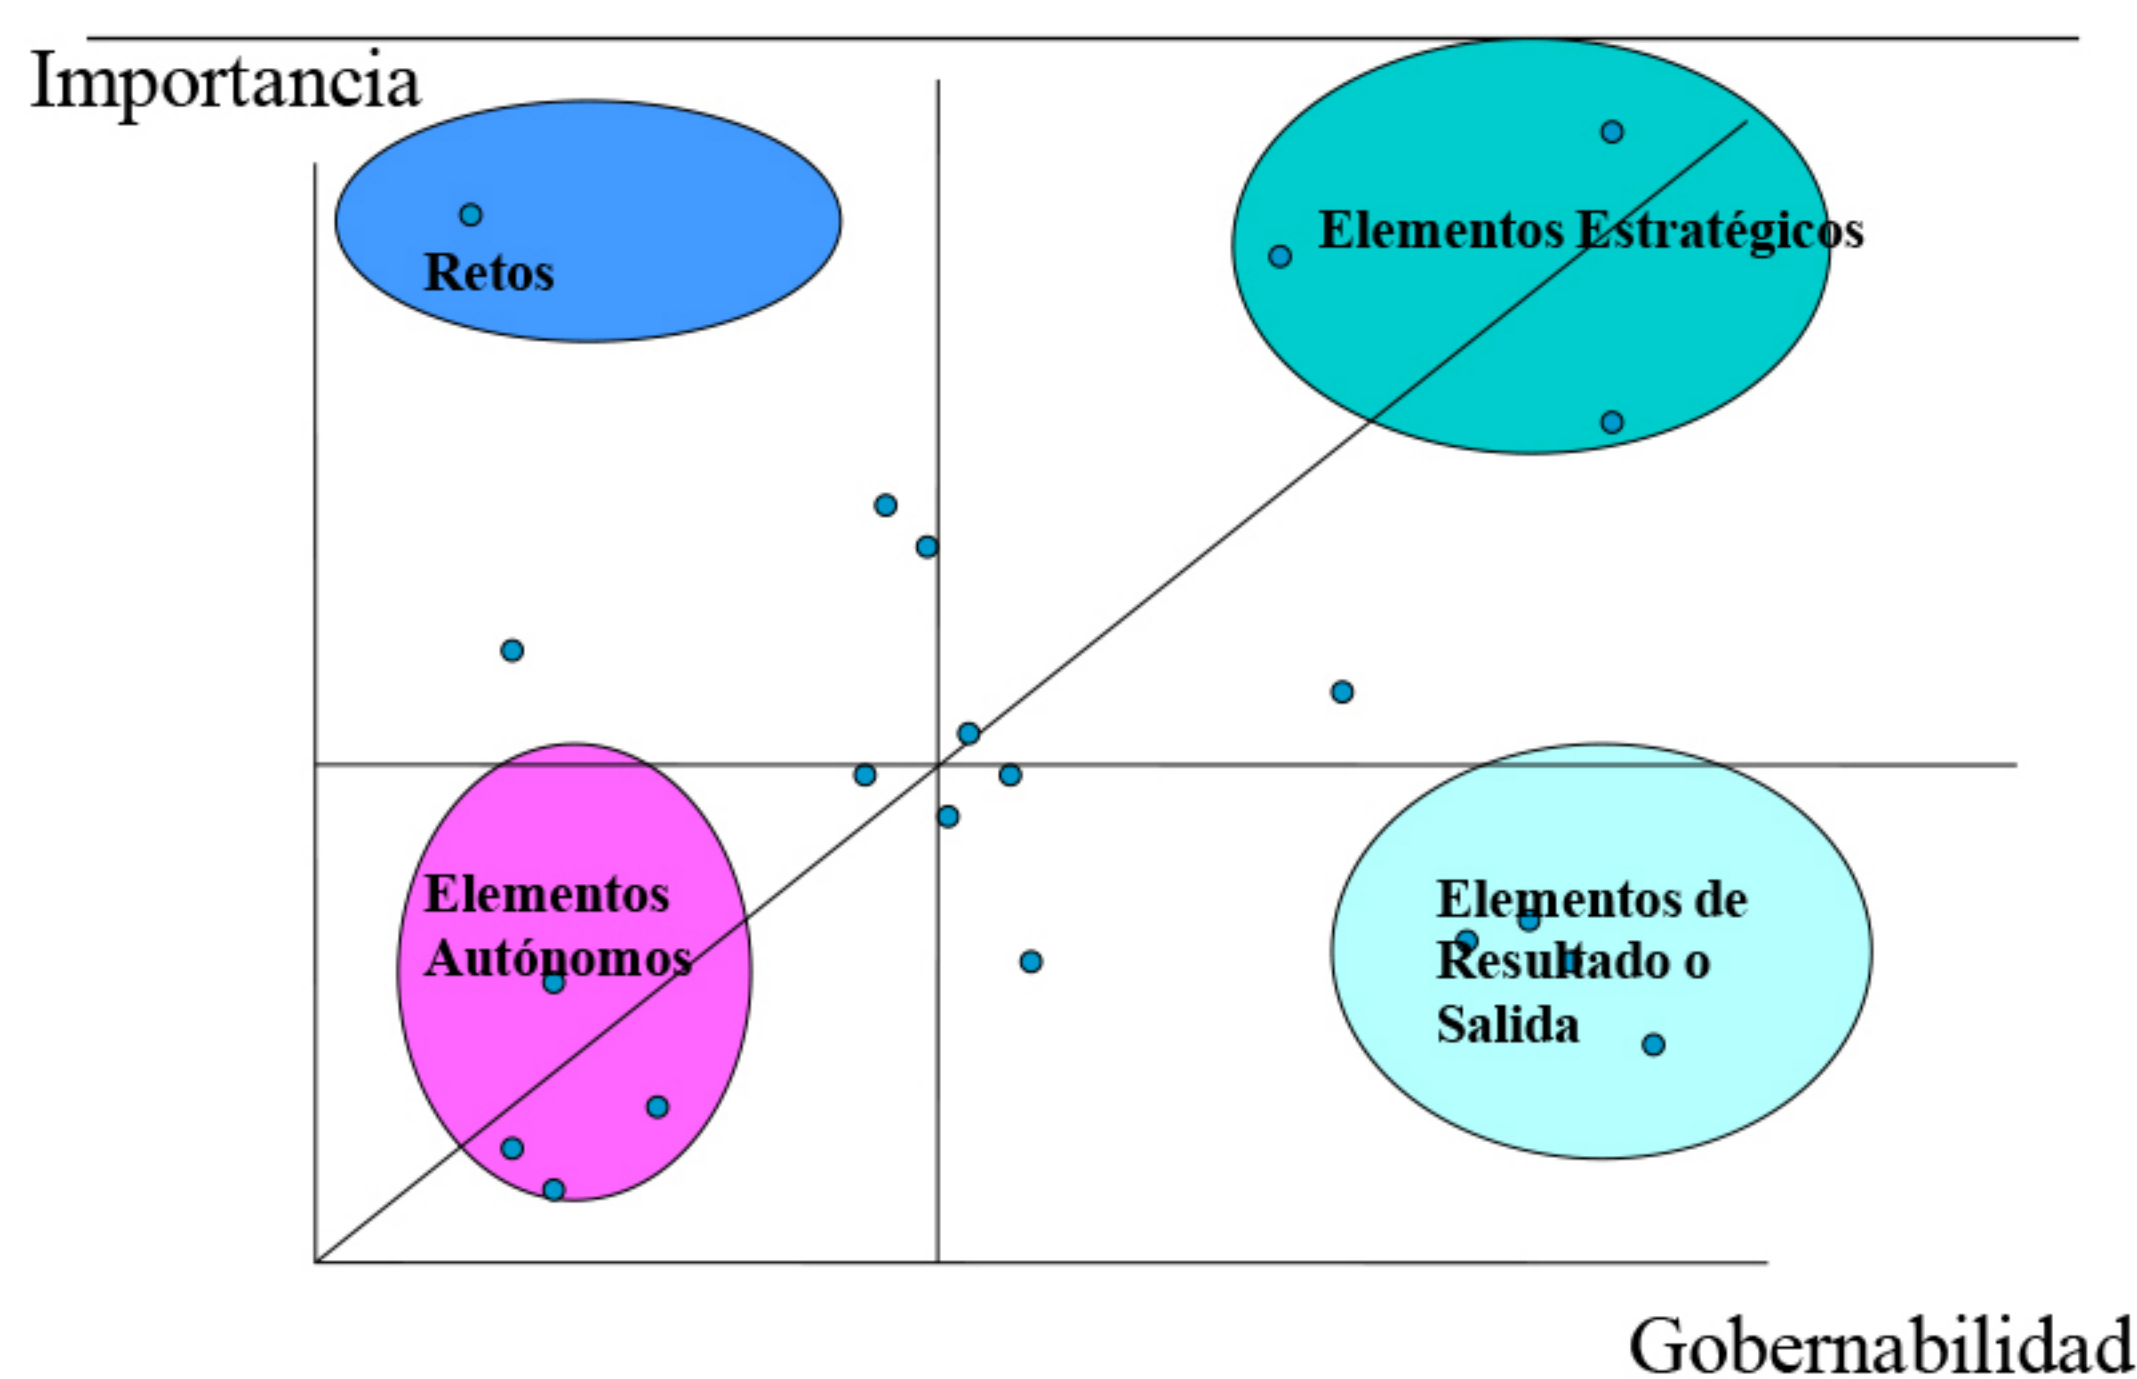 Importancia
Retos
Elementos Estratégicos
Elementos
Autónomos
Elementos de
Resultado o
Salida
Gobernabilidad